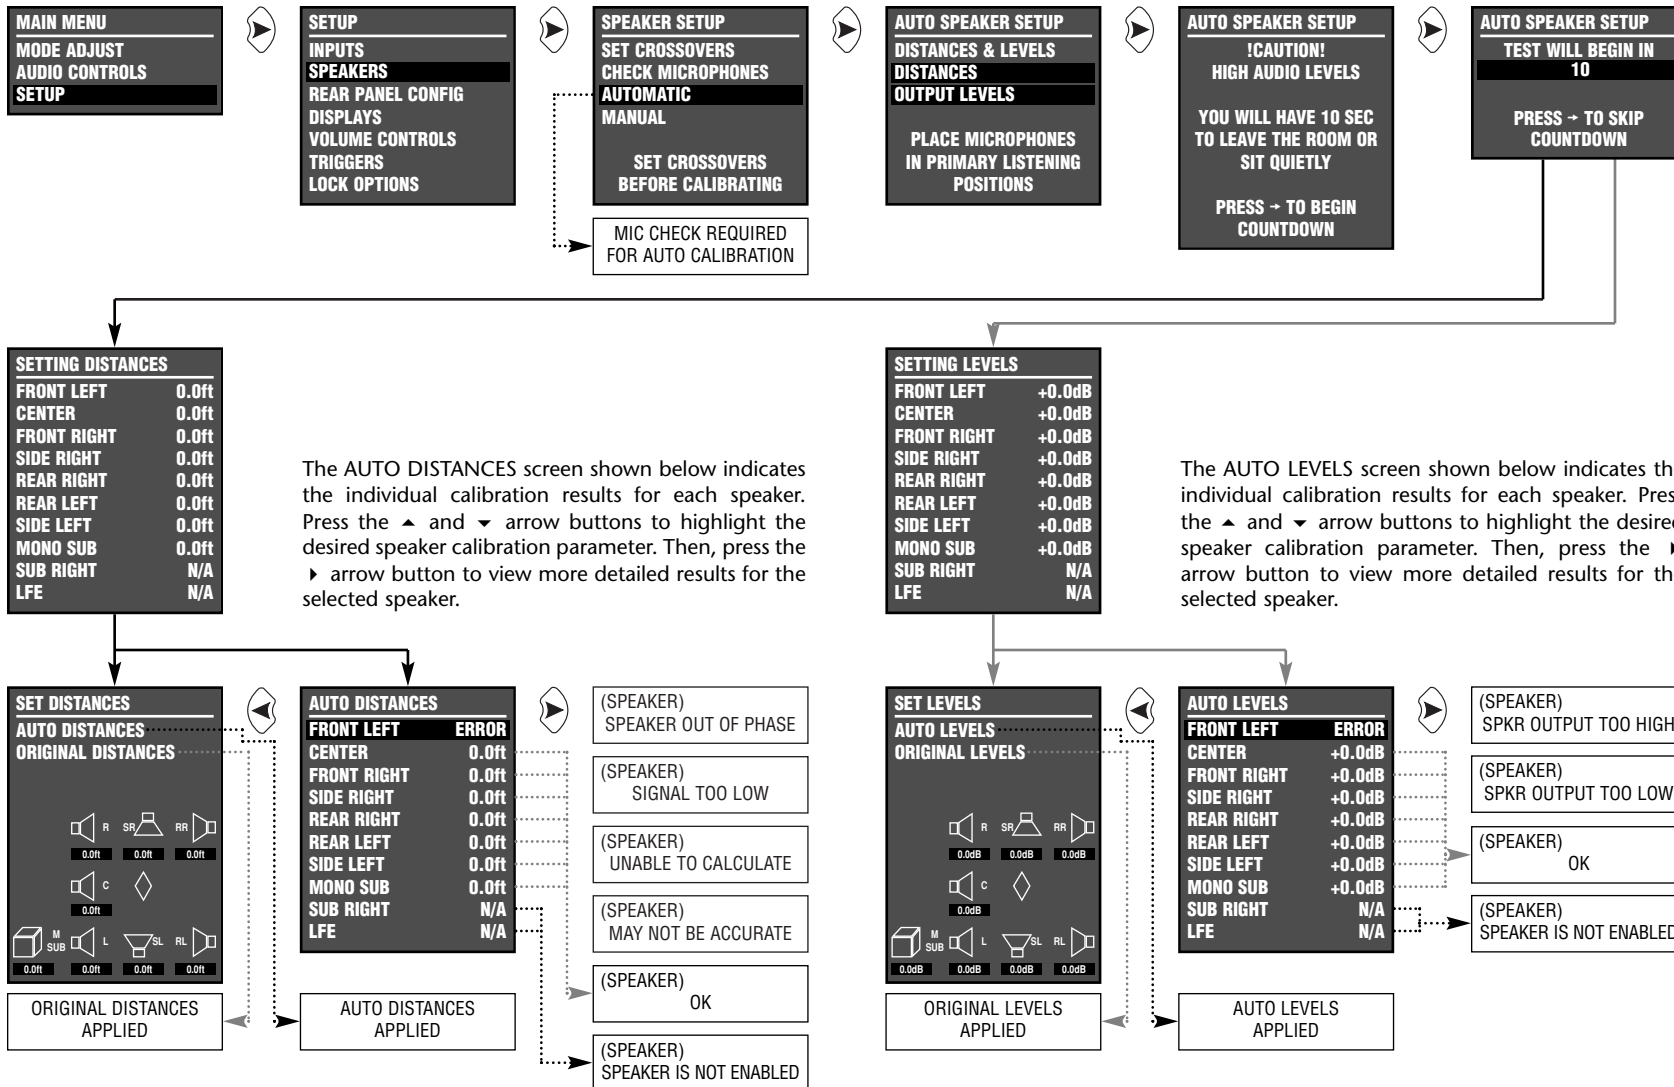 MAIN MENU
MODE ADJUST
AUDIO CONTROLS
SETUP
SETUP
INPUTS
SPEAKERS
REAR PANEL CONFIG
DISPLAYS
VOLUME CONTROLS
TRIGGERS
LOCK OPTIONS
SPEAKER SETUP
SET CROSSOVERS
CHECK MICROPHONES
AUTOMATIC
MANUAL
SET CROSSOVERS
BEFORE CALIBRATING
MIC CHECK REQUIRED
FOR AUTO CALIBRATION
AUTO SPEAKER SETUP
DISTANCES & LEVELS
DISTANCES
OUTPUT LEVELS
PLACE MICROPHONES
IN PRIMARY LISTENING
POSITIONS
AUTO SPEAKER SETUP
!CAUTION!
HIGH AUDIO LEVELS
YOU WILL HAVE 10 SEC
TO LEAVE THE ROOM OR
SIT QUIETLY
PRESS → TO BEGIN
COUNTDOWN
AUTO SPEAKER SETUP
TEST WILL BEGIN IN
10
PRESS → TO SKIP
COUNTDOWN
SETTING DISTANCES
FRONT LEFT 0.0ft
CENTER 0.0ft
FRONT RIGHT 0.0ft
SIDE RIGHT 0.0ft
REAR RIGHT 0.0ft
REAR LEFT 0.0ft
SIDE LEFT 0.0ft
MONO SUB 0.0ft
SUB RIGHT N/A
LFE N/A
The AUTO DISTANCES screen shown below indicates
the individual calibration results for each speaker.
Press the ▲ and ▼ arrow buttons to highlight the
desired speaker calibration parameter. Then, press the
▶ arrow button to view more detailed results for the
selected speaker.
SETTING LEVELS
FRONT LEFT +0.0dB
CENTER +0.0dB
FRONT RIGHT +0.0dB
SIDE RIGHT +0.0dB
REAR RIGHT +0.0dB
REAR LEFT +0.0dB
SIDE LEFT +0.0dB
MONO SUB +0.0dB
SUB RIGHT N/A
LFE N/A
The AUTO LEVELS screen shown below indicates th
individual calibration results for each speaker. Pres
the ▲ and ▼ arrow buttons to highlight the desired
speaker calibration parameter. Then, press the ▶
arrow button to view more detailed results for th
selected speaker.
SET DISTANCES
AUTO DISTANCES
ORIGINAL DISTANCES
R SR RR
0.0ft 0.0ft 0.0ft
C
0.0ft
M
SUB L SL RL
0.0ft 0.0ft 0.0ft 0.0ft
ORIGINAL DISTANCES
APPLIED
AUTO DISTANCES
FRONT LEFT ERROR
CENTER 0.0ft
FRONT RIGHT 0.0ft
SIDE RIGHT 0.0ft
REAR RIGHT 0.0ft
REAR LEFT 0.0ft
SIDE LEFT 0.0ft
MONO SUB 0.0ft
SUB RIGHT N/A
LFE N/A
AUTO DISTANCES
APPLIED
(SPEAKER)
SPEAKER OUT OF PHASE
(SPEAKER)
SIGNAL TOO LOW
(SPEAKER)
UNABLE TO CALCULATE
(SPEAKER)
MAY NOT BE ACCURATE
(SPEAKER)
OK
(SPEAKER)
SPEAKER IS NOT ENABLED
SET LEVELS
AUTO LEVELS
ORIGINAL LEVELS
R SR RR
0.0dB 0.0dB 0.0dB
C
0.0dB
M
SUB L SL RL
0.0dB 0.0dB 0.0dB 0.0dB
ORIGINAL LEVELS
APPLIED
AUTO LEVELS
FRONT LEFT ERROR
CENTER +0.0dB
FRONT RIGHT +0.0dB
SIDE RIGHT +0.0dB
REAR RIGHT +0.0dB
REAR LEFT +0.0dB
SIDE LEFT +0.0dB
MONO SUB +0.0dB
SUB RIGHT N/A
LFE N/A
AUTO LEVELS
APPLIED
(SPEAKER)
SPKR OUTPUT TOO HIGH
(SPEAKER)
SPKR OUTPUT TOO LOW
(SPEAKER)
OK
(SPEAKER)
SPEAKER IS NOT ENABLED